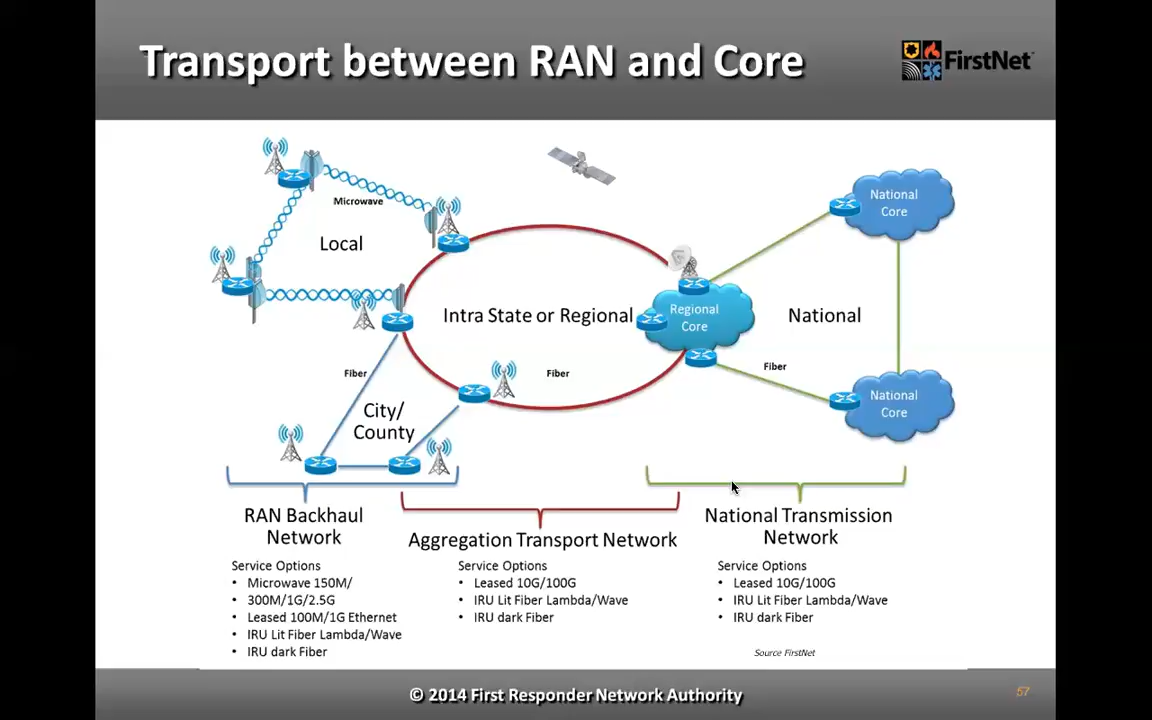 Transport between RAN and Core
FirstNet
Microwave
Local
Intra State or Regional
Regional
Core
National
National
Core
Fiber
Fiber
Fiber
City/
County
National
Core
RAN Backhaul
Network
Service Options
• Microwave 150M/
• 300M/1G/2.5G
• Leased 100M/1G Ethernet
• IRU Lit Fiber Lambda/Wave
• IRU dark Fiber
Aggregation Transport Network
Service Options
• Leased 10G/100G
• IRU Lit Fiber Lambda/Wave
• IRU dark Fiber
National Transmission
Network
Service Options
• Leased 10G/100G
• IRU Lit Fiber Lambda/Wave
• IRU dark Fiber
Source FirstNet
© 2014 First Responder Network Authority
57